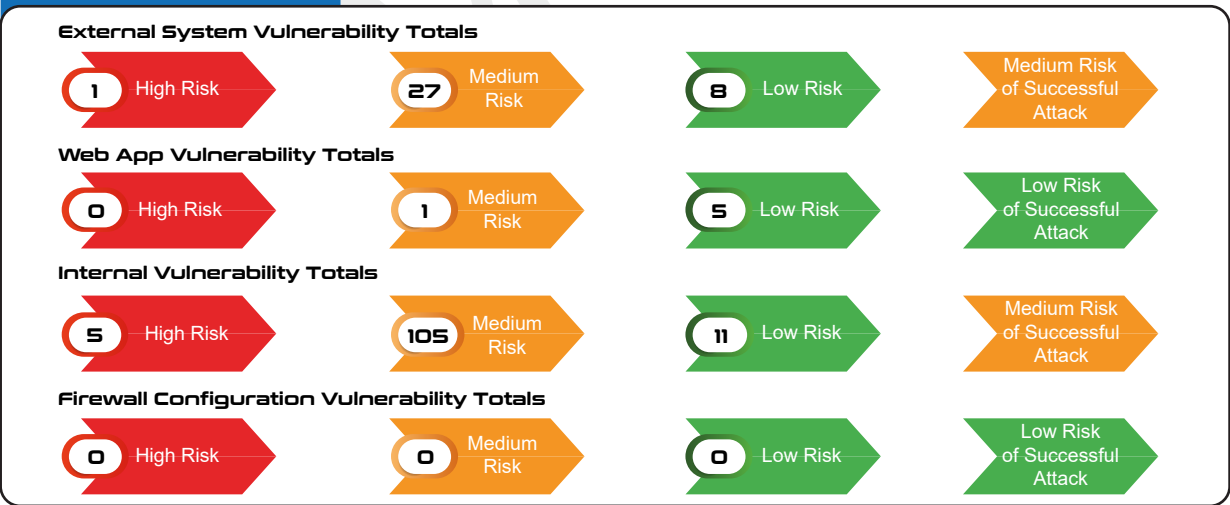 External System Vulnerability Totals
1 High Risk
27 Medium
Risk
8 Low Risk
Medium Risk
of Successful
Attack
Web App Vulnerability Totals
0 High Risk
1 Medium
Risk
5 Low Risk
Low Risk
of Successful
Attack
Internal Vulnerability Totals
5 High Risk
105 Medium
Risk
11 Low Risk
Medium Risk
of Successful
Attack
Firewall Configuration Vulnerability Totals
0 High Risk
0 Medium
Risk
0 Low Risk
Low Risk
of Successful
Attack